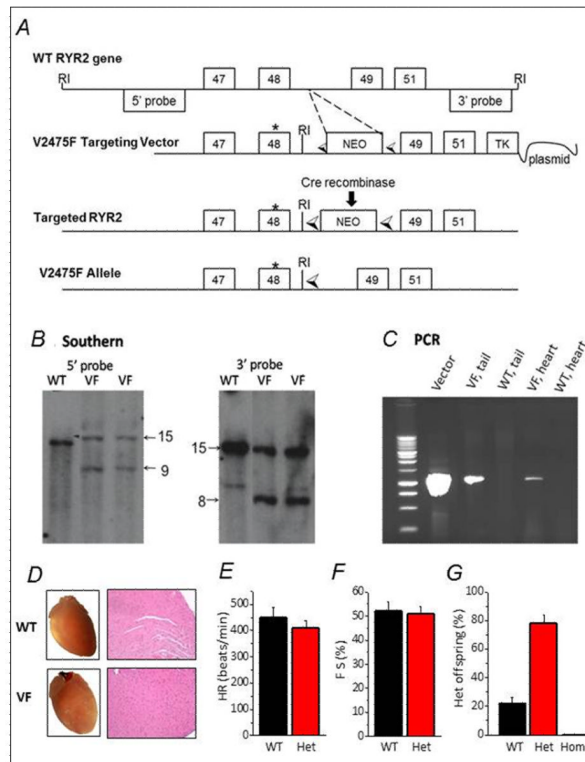 A
WT RYR2 gene
RI RI
47 48 49 51
5' probe 3' probe
V2475F Targeting Vector
*
RI
47 48 NEO 49 51 TK
plasmid
Cre recombinase
Targeted RYR2
*
RI
47 48 NEO 49 51
V2475F Allele
*
RI
47 48 49 51
B Southern
5' probe
WT VF VF
15
9
3' probe
WT VF VF
15
8
C PCR
Vector
VF, tail
WT, tail
VF, heart
WT, heart
D
WT
VF
E
HR (beats/min)
400
300
200
100
0
WT Het
F
F S (%)
60
50
40
30
20
10
0
WT Het
G
Het offspring (%)
100
80
60
40
20
0
WT Het Hom